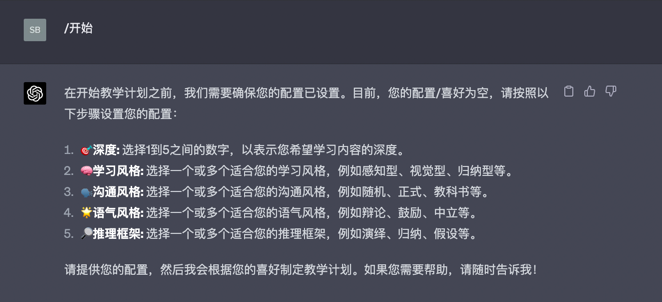 SB
/开始
在开始教学计划之前，我们需要确保您的配置已设置。目前，您的配置/喜好为空，请按照以
下步骤设置您的配置：
1. 🎯深度: 选择1到5之间的数字，以表示您希望学习内容的深度。
2. 🧠学习风格: 选择一个或多个适合您的学习风格，例如感知型、视觉型、归纳型等。
3. 🗣️沟通风格: 选择一个或多个适合您的沟通风格，例如随机、正式、教科书等。
4. 🌟语气风格: 选择一个或多个适合您的语气风格，例如辩论、鼓励、中立等。
5. 🔎推理框架: 选择一个或多个适合您的推理框架，例如演绎、归纳、假设等。
请提供您的配置，然后我会根据您的喜好制定教学计划。如果您需要帮助，请随时告诉我！